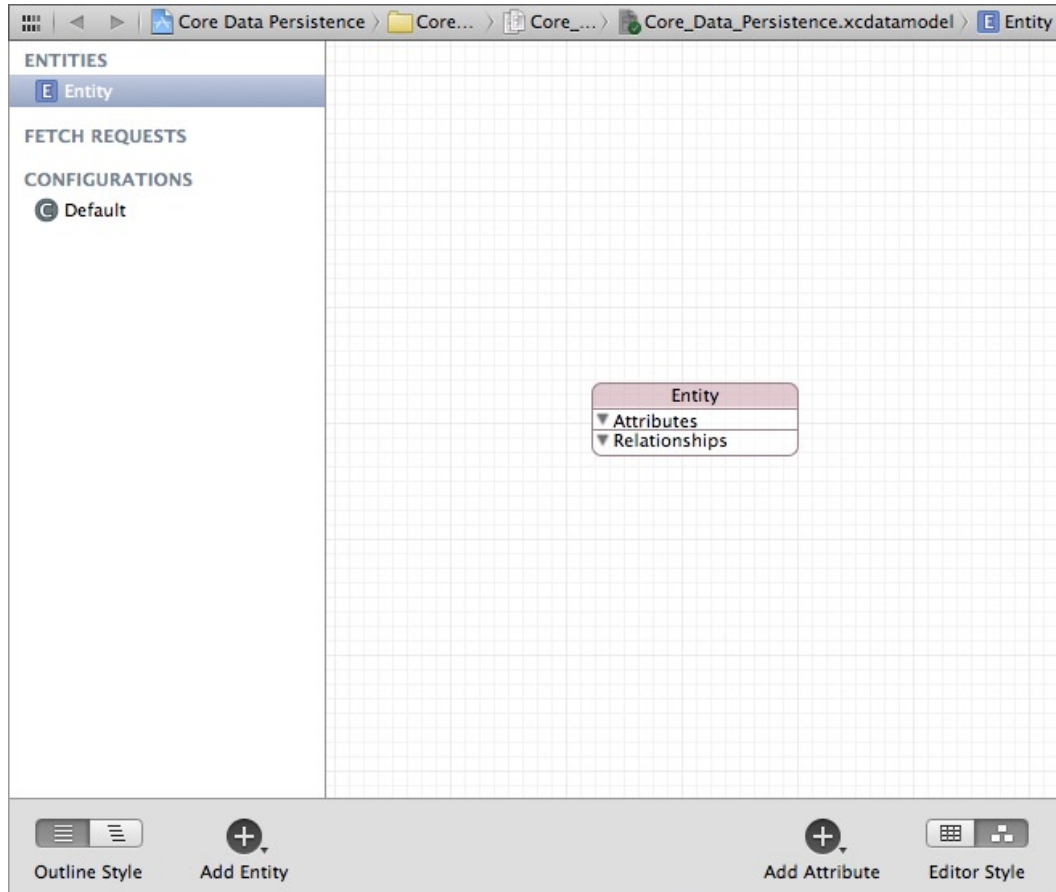 Core Data Persistence Core... Core_... Core_Data_Persistence.xcdatamodel E Entity
ENTITIES
E Entity
FETCH REQUESTS
CONFIGURATIONS
C Default
Entity
Attributes
Relationships
Outline Style Add Entity Add Attribute Editor Style